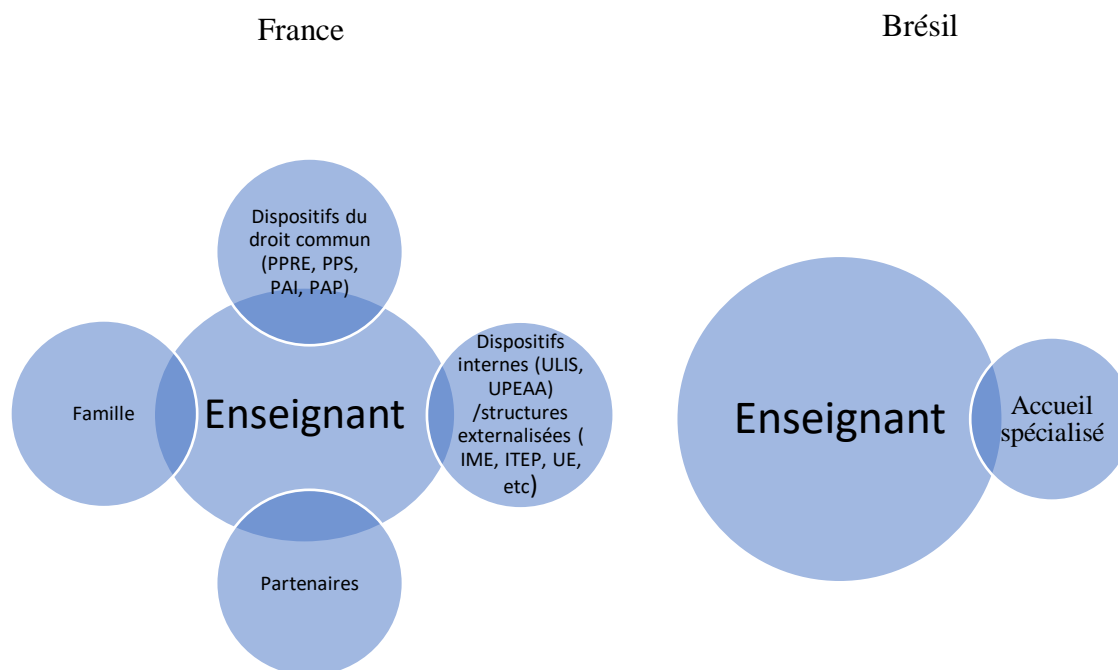 France
Brésil
Dispositifs du
droit commun
(PPRE, PPS,
PAI, PAP)
Famille
Enseignant
Dispositifs
internes (ULIS,
UPEAA)
/structures
externalisées (
IME, ITEP, UE,
etc)
Partenaires
Enseignant
Accueil
spécialisé